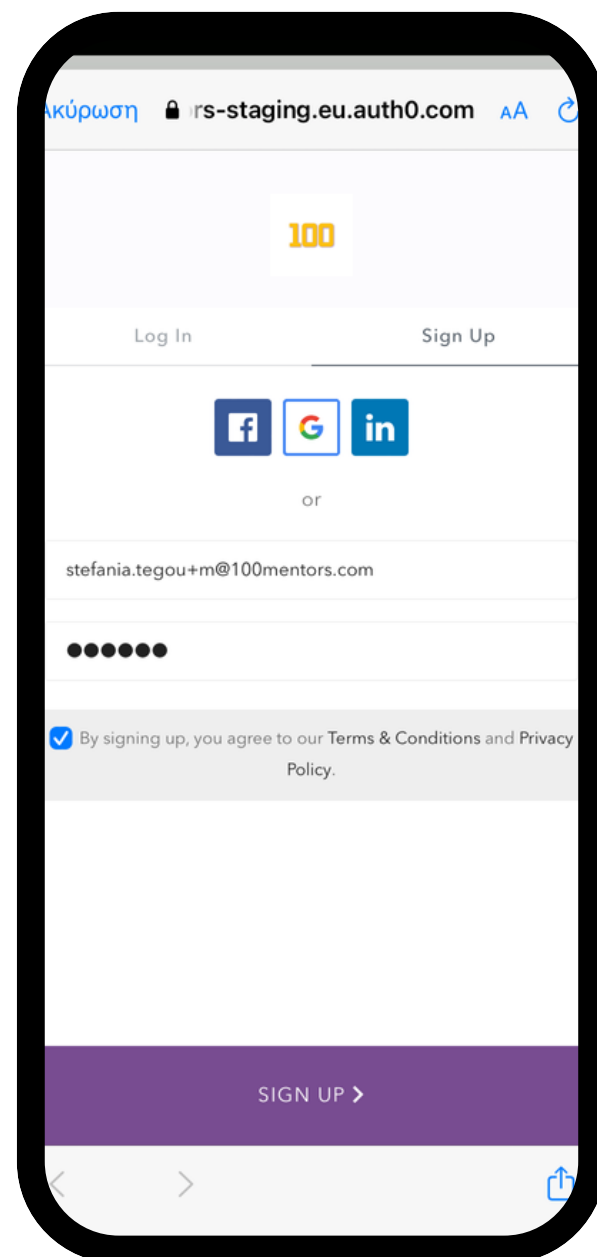 Ακύρωση rs-staging.eu.auth0.com AA
100
Log In Sign Up
f G in
or
stefania.tegou+m@100mentors.com
●●●●●●
By signing up, you agree to our Terms & Conditions and Privacy
Policy.
SIGN UP